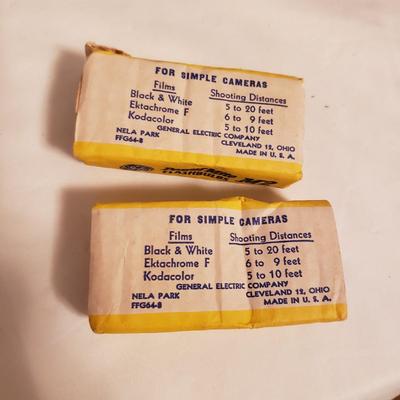 FOR SIMPLE CAMERAS
Films Shooting Distances
Black & White 5 to 20 feet
Ektachrome F 6 to 9 feet
Kodacolor 5 to 10 feet
GENERAL ELECTRIC COMPANY
NELA PARK CLEVELAND 12, OHIO
FFG64-8 MADE IN U. S. A.
FLASHBULBS M2
FOR SIMPLE CAMERAS
Films Shooting Distances
Black & White 5 to 20 feet
Ektachrome F 6 to 9 feet
Kodacolor 5 to 10 feet
GENERAL ELECTRIC COMPANY
NELA PARK CLEVELAND 12, OHIO
FFG64-8 MADE IN U. S. A.